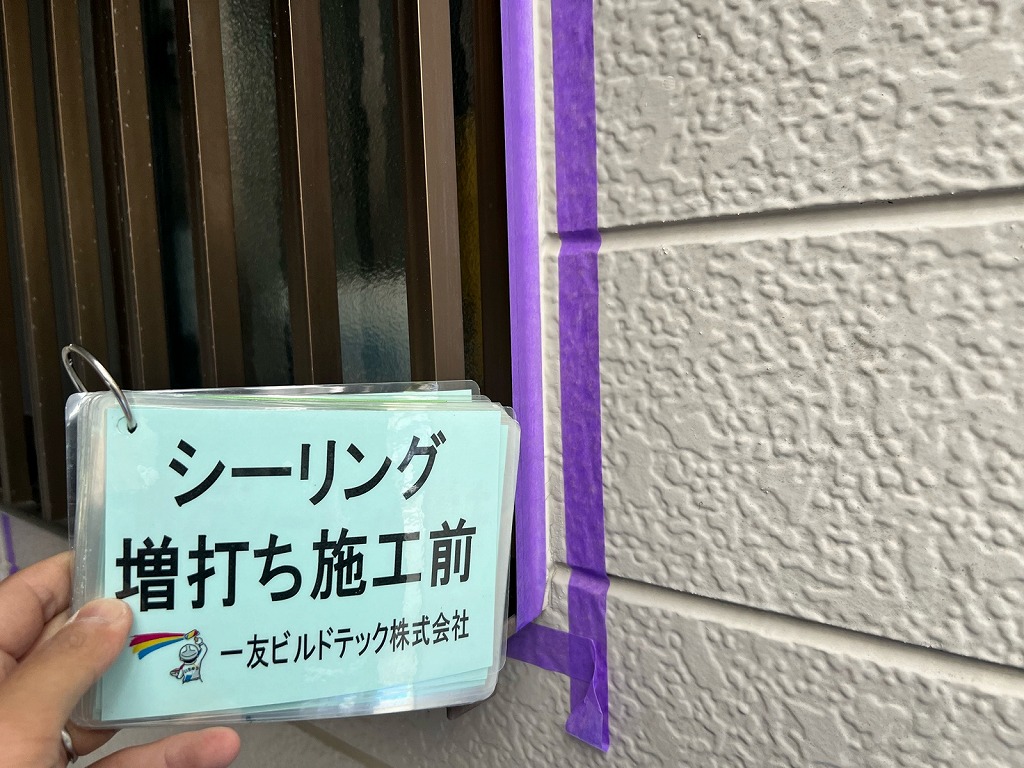 シーリング
増打ち施工前
一友ビルドテック株式会社